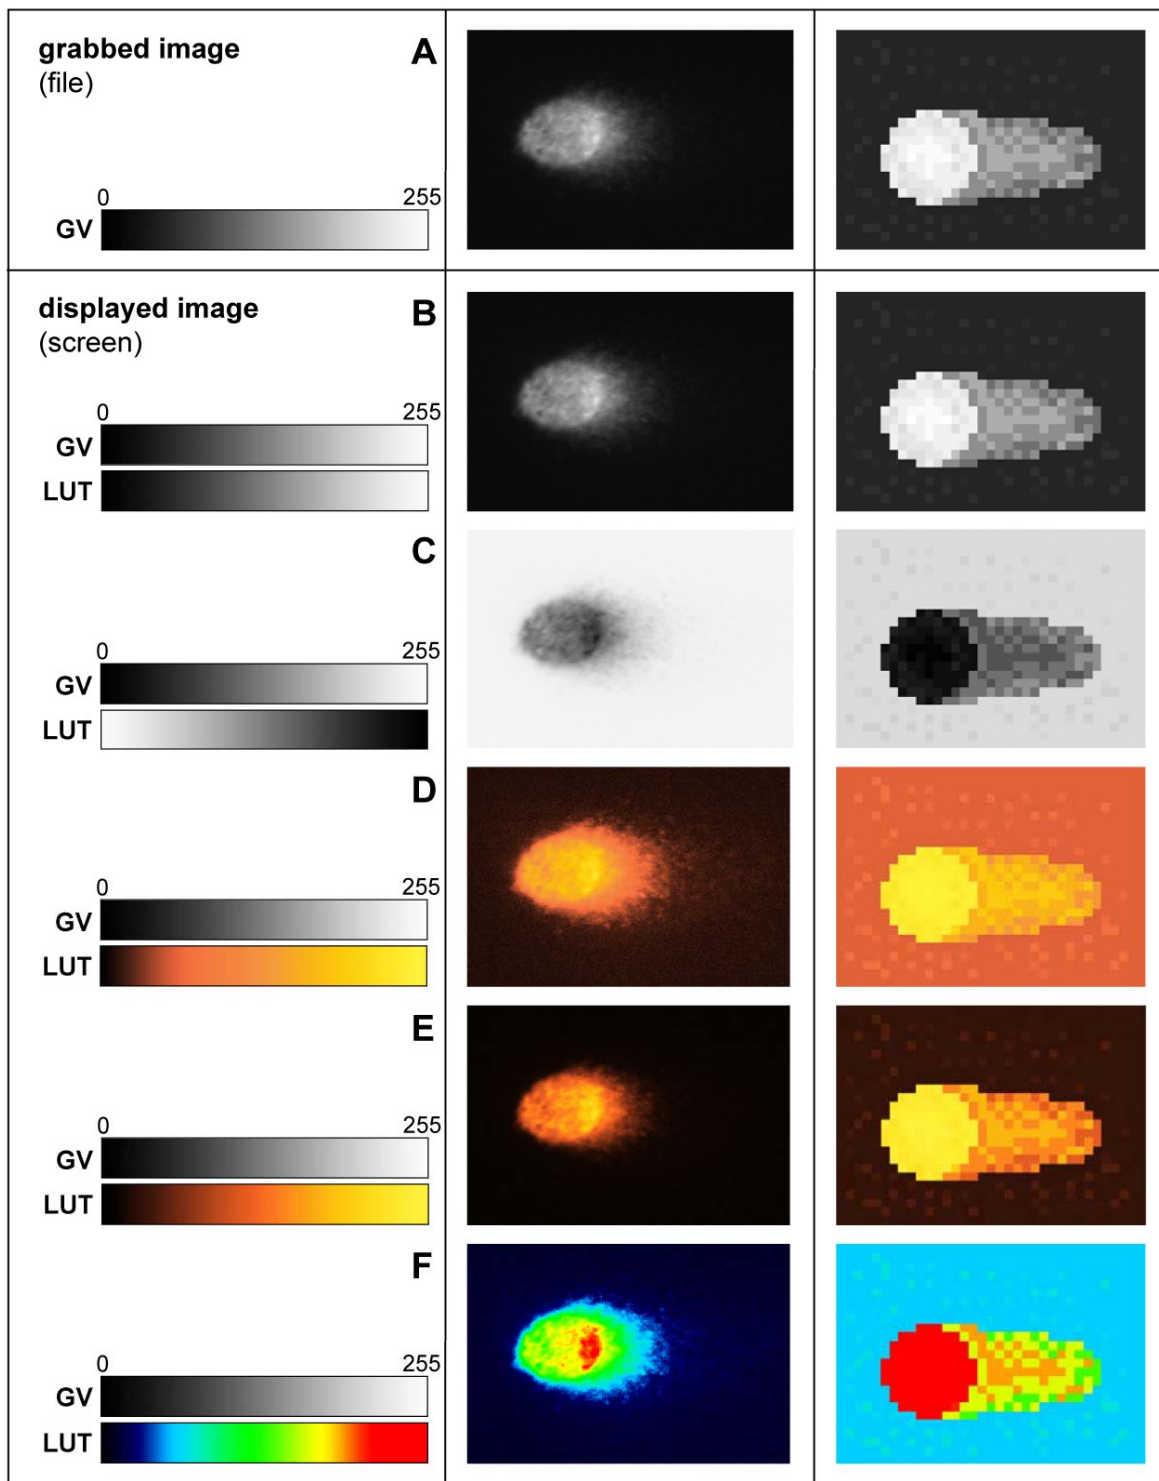 grabbed image
(file)
A
0 255
GV
displayed image
(screen)
B
0 255
GV
LUT
C
0 255
GV
LUT
D
0 255
GV
LUT
E
0 255
GV
LUT
F
0 255
GV
LUT